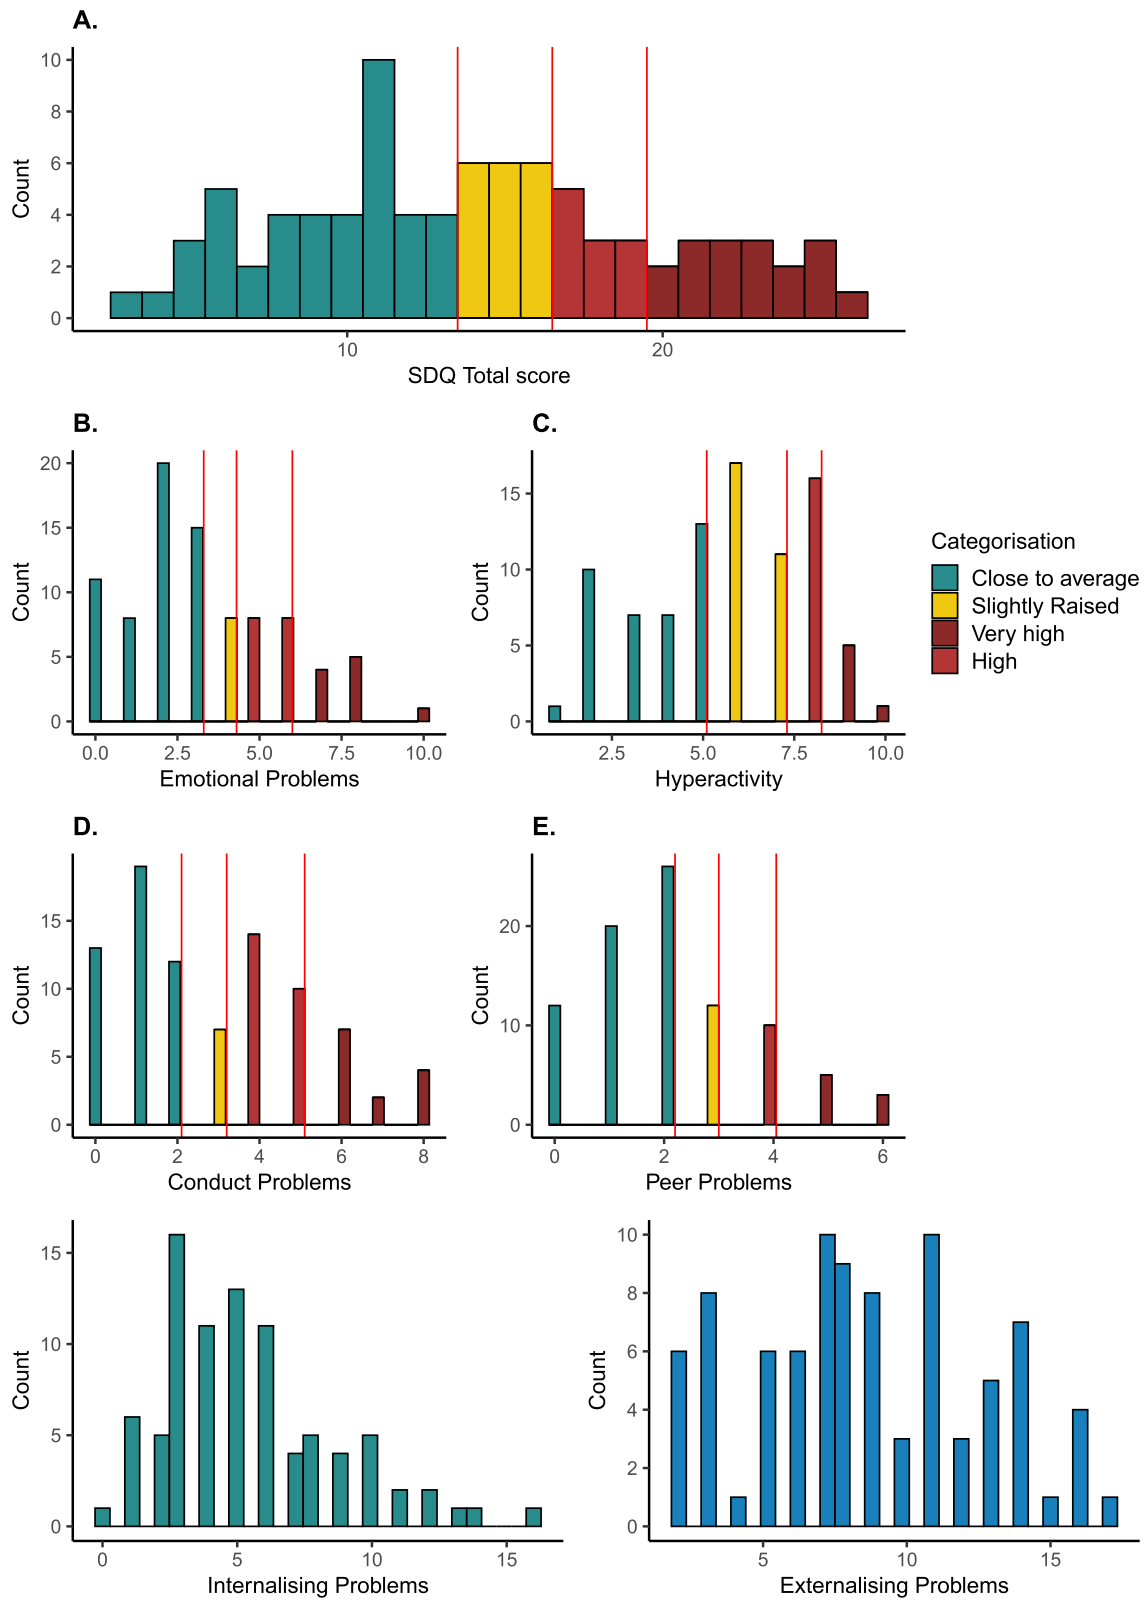 A.
10
8
6
4
2
0
Count
10 20
SDQ Total score
B.
20
15
10
5
0
Count
0.0 2.5 5.0 7.5 10.0
Emotional Problems
C.
15
10
5
0
Count
2.5 5.0 7.5 10.0
Hyperactivity
Categorisation
Close to average
Slightly Raised
Very high
High
D.
15
10
5
0
Count
0 2 4 6 8
Conduct Problems
E.
20
10
0
Count
0 2 4 6
Peer Problems
15
10
5
0
Count
0 5 10 15
Internalising Problems
10
8
6
4
2
0
Count
5 10 15
Externalising Problems